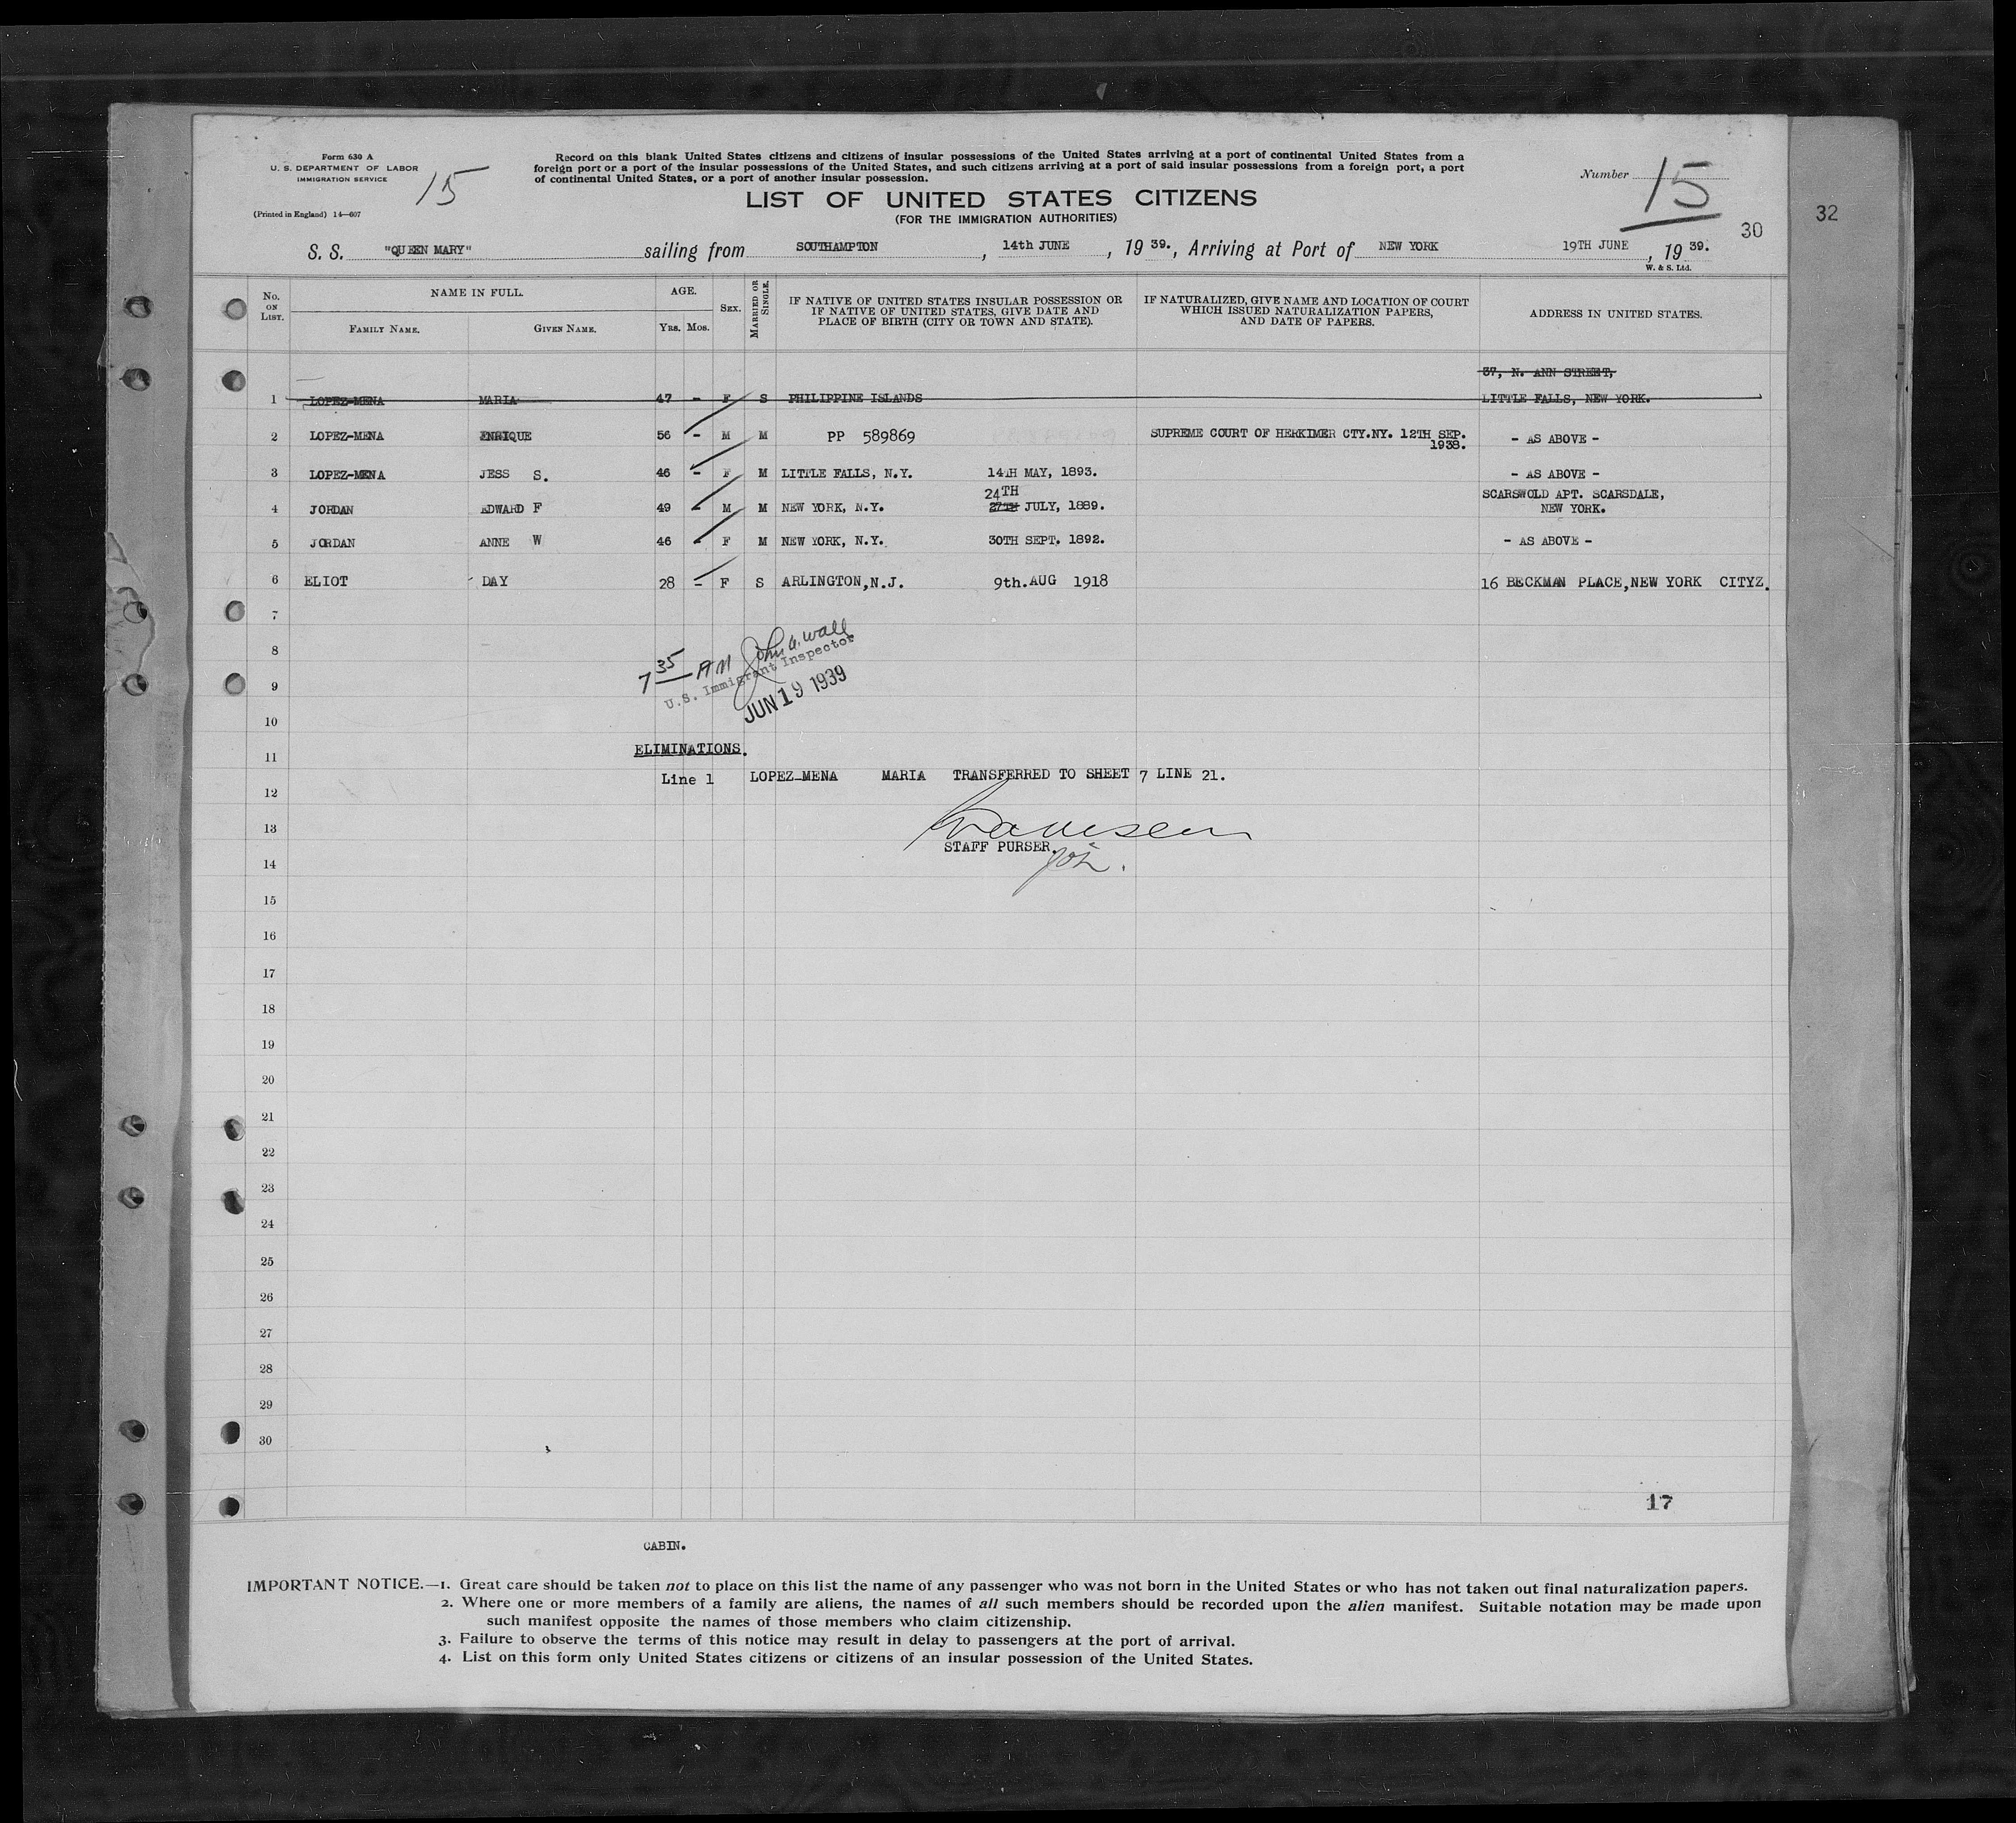 Form 630 A
U. S. DEPARTMENT OF LABOR
IMMIGRATION SERVICE
(Printed in England) 14—607
15
Record on this blank United States citizens and citizens of insular possessions of the United States arriving at a port of continental United States from a
foreign port or a port of the insular possessions of the United States, and such citizens arriving at a port of said insular possessions from a foreign port, a port
of continental United States, or a port of another insular possession.
LIST OF UNITED STATES CITIZENS
(FOR THE IMMIGRATION AUTHORITIES)
Number 15
30
32
S. S. "QUEEN MARY" sailing from SOUTHAMPTON, 14th JUNE, 19 39., Arriving at Port of NEW YORK 19TH JUNE, 19 39.
W. & S. Ltd.
No. ON LIST. NAME IN FULL. FAMILY NAME. GIVEN NAME. AGE. YRS. MOS. SEX. MARRIED OR SINGLE. IF NATIVE OF UNITED STATES INSULAR POSSESSION OR IF NATIVE OF UNITED STATES, GIVE DATE AND PLACE OF BIRTH (CITY OR TOWN AND STATE). IF NATURALIZED, GIVE NAME AND LOCATION OF COURT WHICH ISSUED NATURALIZATION PAPERS, AND DATE OF PAPERS. ADDRESS IN UNITED STATES.
37, N. ANN STREET,
1 LOPEZ-MENA MARIA 47 - F S PHILIPPINE ISLANDS LITTLE FALLS, NEW YORK.
2 LOPEZ-MENA ENRIQUE 56 - M M PP 589869 SUPREME COURT OF HERKIMER CTY.NY. 12TH SEP. 1938. - AS ABOVE -
3 LOPEZ-MENA JESS S. 46 - F M LITTLE FALLS, N.Y. 14TH MAY, 1893. - AS ABOVE -
24TH
4 JORDAN EDWARD F 49 - M M NEW YORK, N.Y. 27TH JULY, 1889. SCARSWOLD APT. SCARSDALE, NEW YORK.
5 JORDAN ANNE W 46 - F M NEW YORK, N.Y. 30TH SEPT. 1892. - AS ABOVE -
6 ELIOT DAY 28 - F S ARLINGTON,N.J. 9th.AUG 1918 16 BECKMAN PLACE,NEW YORK CITYZ.
7
8
7 35 AM John A. Wall
U.S. Immigrant Inspector
9
JUN 19 1939
10
ELIMINATIONS.
11
Line 1 LOPEZ-MENA MARIA TRANSFERRED TO SHEET 7 LINE 21.
12
13
STAFF PURSER.
14
15
16
17
18
19
20
21
22
23
24
25
26
27
28
29
30
17
CABIN.
IMPORTANT NOTICE.—1. Great care should be taken not to place on this list the name of any passenger who was not born in the United States or who has not taken out final naturalization papers.
2. Where one or more members of a family are aliens, the names of all such members should be recorded upon the alien manifest. Suitable notation may be made upon
such manifest opposite the names of those members who claim citizenship.
3. Failure to observe the terms of this notice may result in delay to passengers at the port of arrival.
4. List on this form only United States citizens or citizens of an insular possession of the United States.